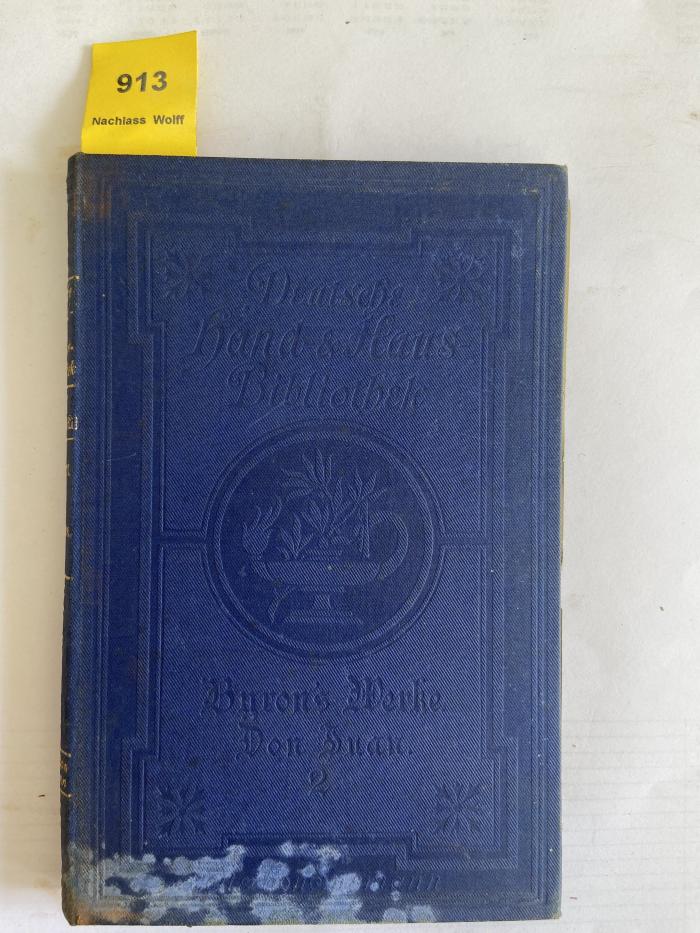 913
Nachlass Wolff
Deutsche
Hand- & Haus-
Bibliothek
Byron's Werke.
Don Juan.
2